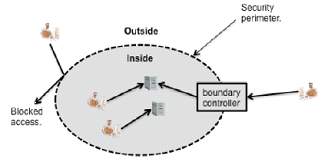 Security
perimeter.
Outside
Inside
boundary
controller
Blocked
access.